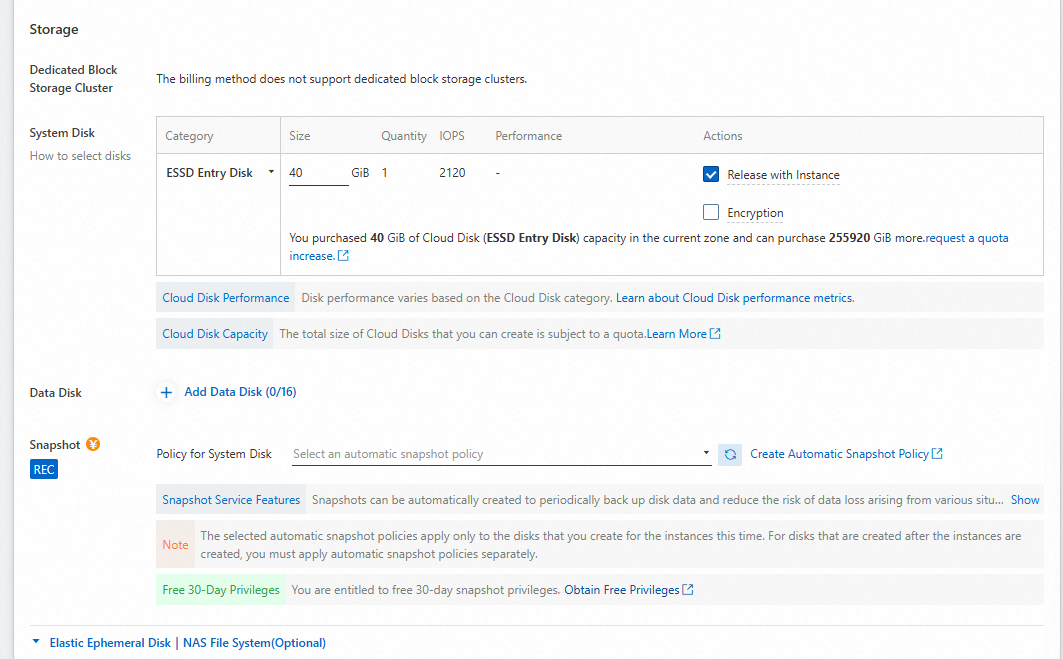 Storage
Dedicated Block
Storage Cluster
The billing method does not support dedicated block storage clusters.
System Disk
How to select disks
Category Size Quantity IOPS Performance Actions
ESSD Entry Disk 40 GiB 1 2120 - Release with Instance
Encryption
You purchased 40 GiB of Cloud Disk (ESSD Entry Disk) capacity in the current zone and can purchase 255920 GiB more.request a quota
increase.
Cloud Disk Performance Disk performance varies based on the Cloud Disk category. Learn about Cloud Disk performance metrics.
Cloud Disk Capacity The total size of Cloud Disks that you can create is subject to a quota.Learn More
Data Disk + Add Data Disk (0/16)
Snapshot ¥
REC
Policy for System Disk Select an automatic snapshot policy Create Automatic Snapshot Policy
Snapshot Service Features Snapshots can be automatically created to periodically back up disk data and reduce the risk of data loss arising from various situ... Show
Note The selected automatic snapshot policies apply only to the disks that you create for the instances this time. For disks that are created after the instances are
created, you must apply automatic snapshot policies separately.
Free 30-Day Privileges You are entitled to free 30-day snapshot privileges. Obtain Free Privileges
Elastic Ephemeral Disk | NAS File System(Optional)